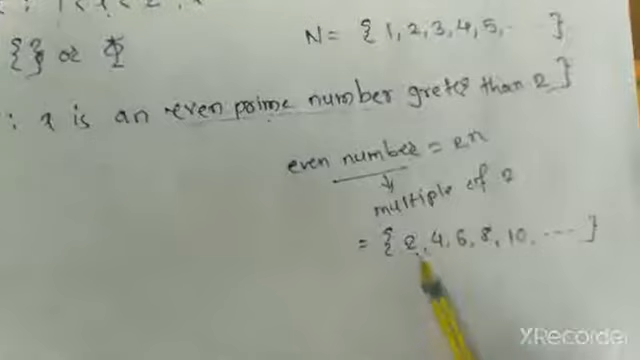 N = { 1, 2, 3, 4, 5, .. }
{ } or Φ
: x is an even prime number greter than 2 }
even number = 2n
↓
multiple of 2
= { 2, 4, 6, 8, 10, ---- }
XRecorder